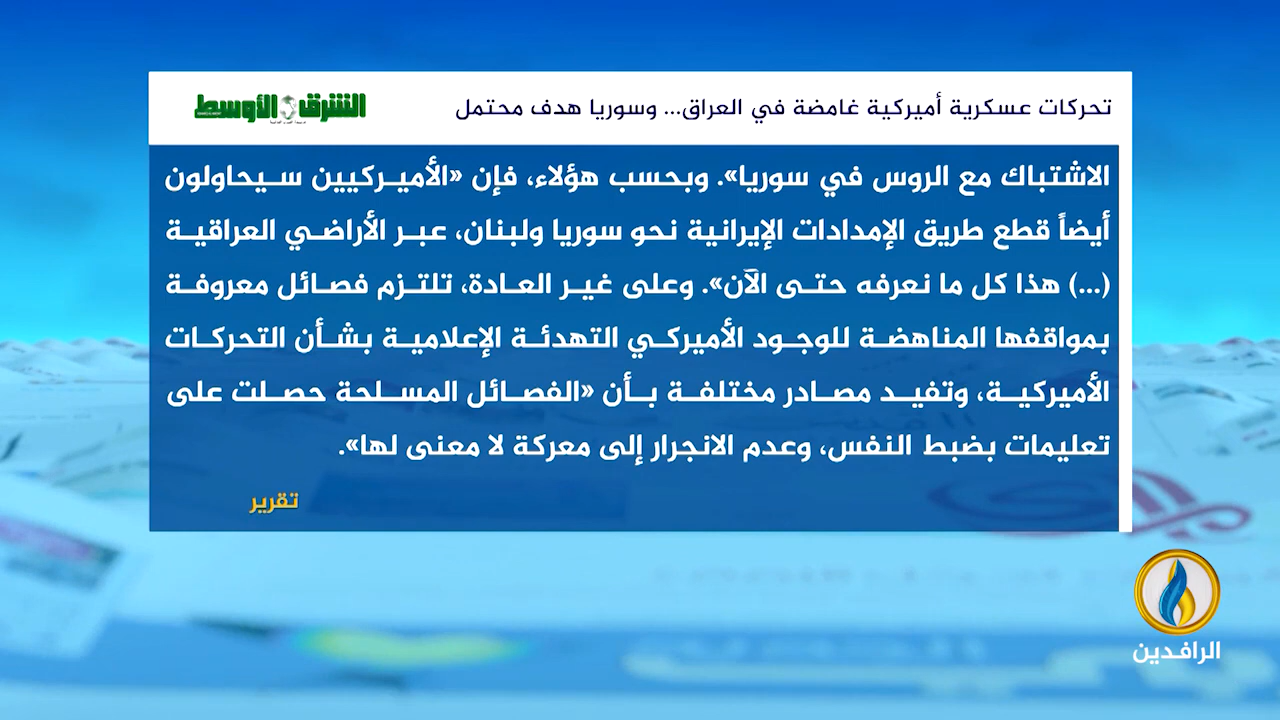 تحركات عسكرية أميركية غامضة في العراق... وسوريا هدف محتمل
الشرق الأوسط
الاشتباك مع الروس في سوريا». وبحسب هؤلاء، فإن «الأميركيين سيحاولون
أيضاً قطع طريق الإمدادات الإيرانية نحو سوريا ولبنان، عبر الأراضي العراقية
(...) هذا كل ما نعرفه حتى الآن». وعلى غير العادة، تلتزم فصائل معروفة
بمواقفها المناهضة للوجود الأميركي التهدئة الإعلامية بشأن التحركات
الأميركية، وتفيد مصادر مختلفة بأن «الفصائل المسلحة حصلت على
تعليمات بضبط النفس، وعدم الانجرار إلى معركة لا معنى لها».
تقرير
الرافدين